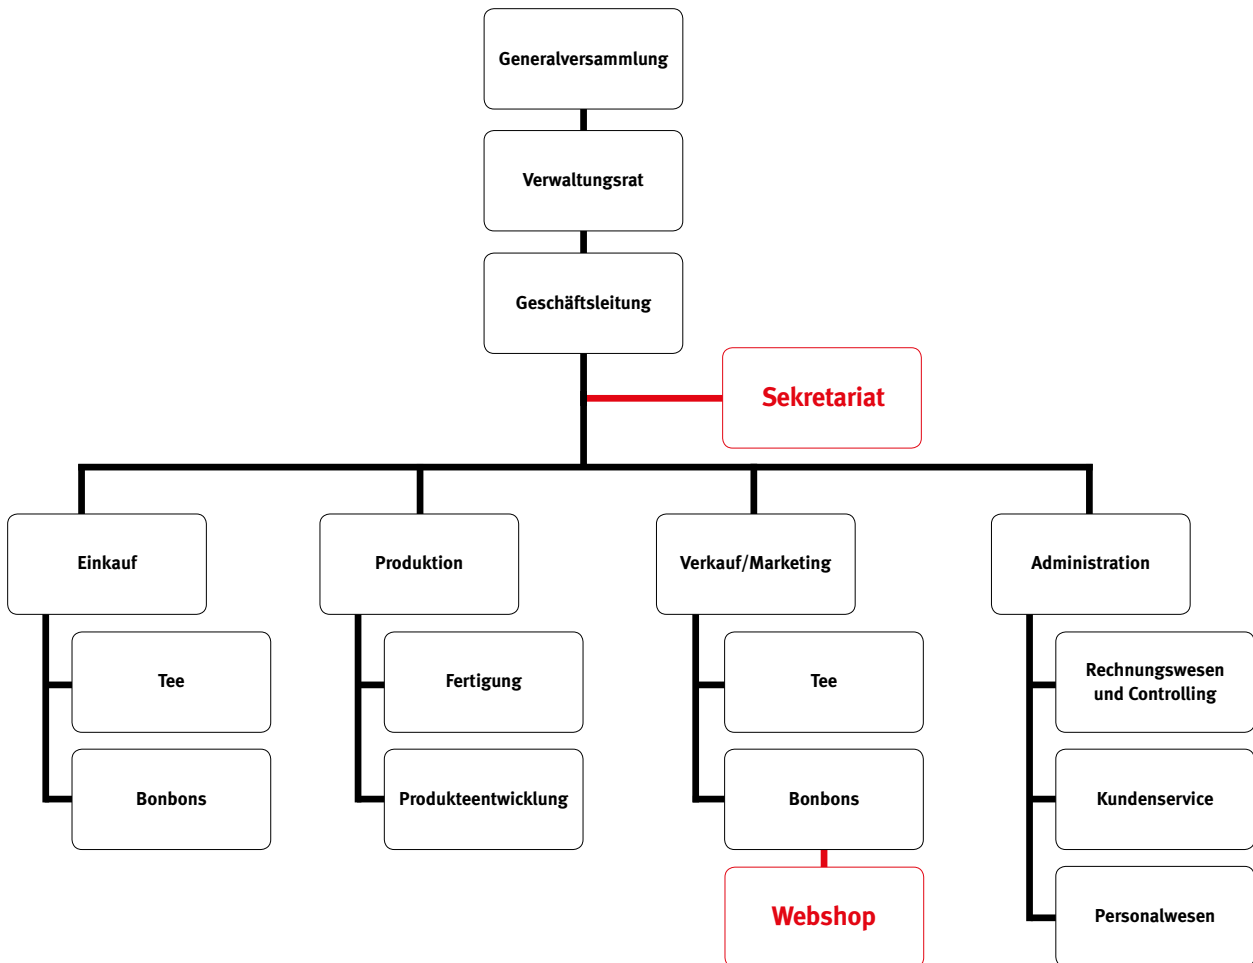 Generalversammlung
Verwaltungsrat
Geschäftsleitung
Sekretariat
Einkauf
Produktion
Verkauf/Marketing
Administration
Tee
Fertigung
Tee
Rechnungswesen
und Controlling
Bonbons
Produkteentwicklung
Bonbons
Kundenservice
Webshop
Personalwesen